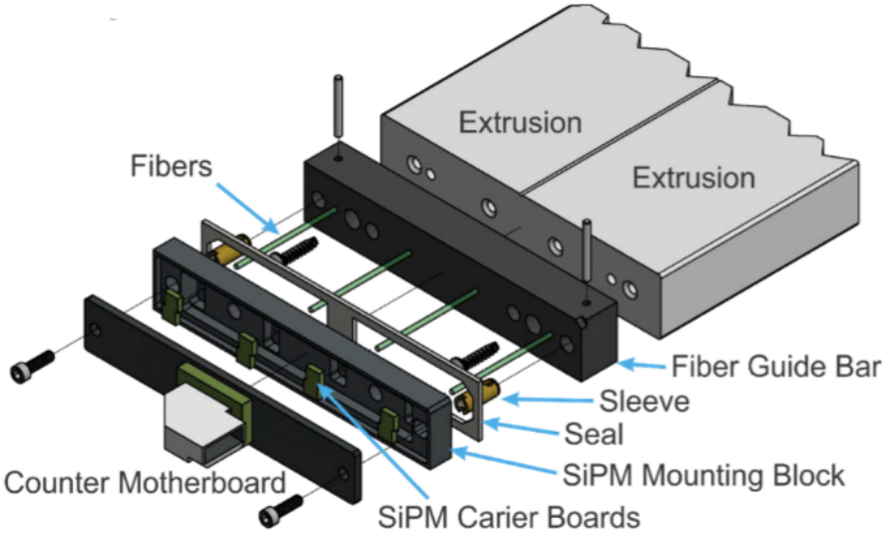 Extrusion
Fibers
Extrusion
Fiber Guide Bar
Sleeve
Seal
SiPM Mounting Block
Counter Motherboard
SiPM Carier Boards